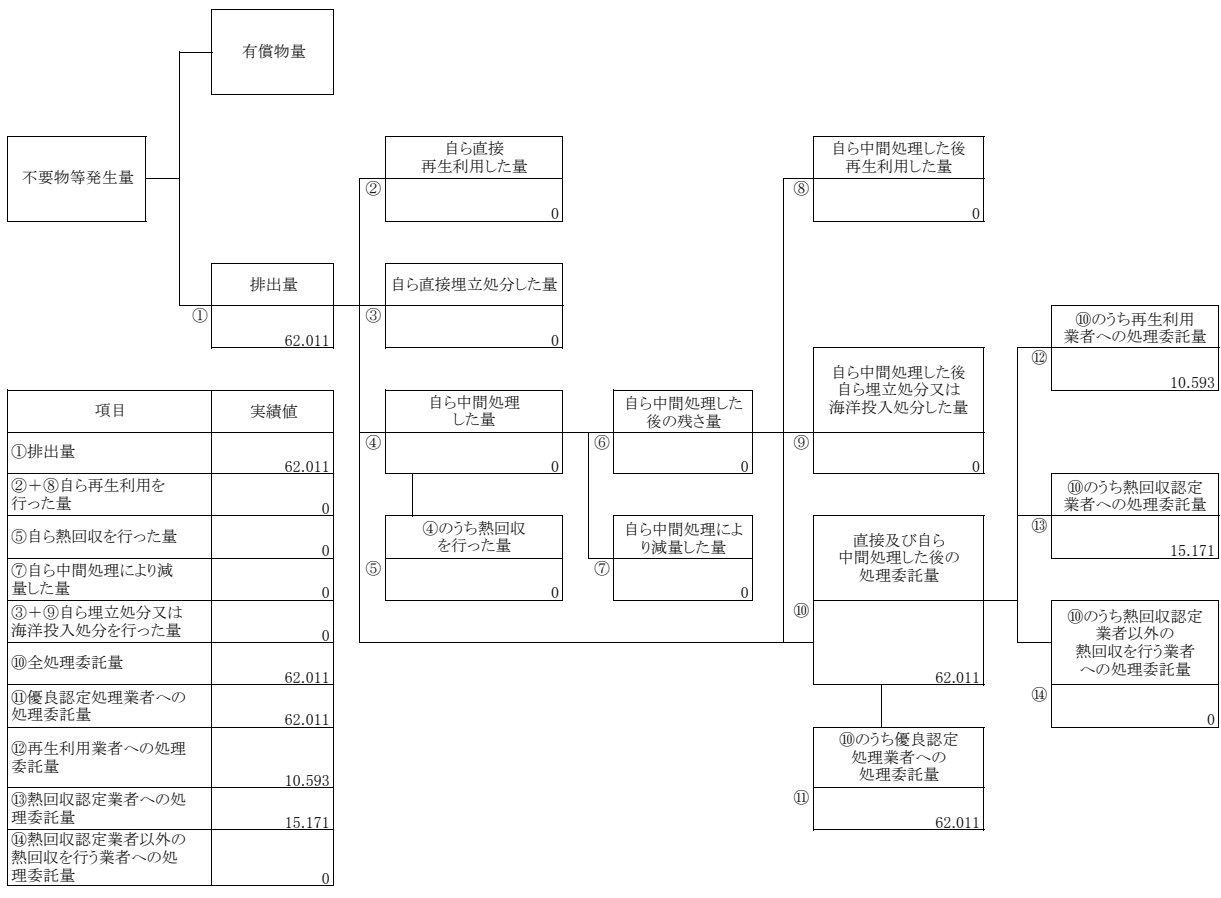 有償物量
不要物等発生量
自ら直接
再生利用した量
②
0
自ら中間処理した後
再生利用した量
⑧
0
排出量
①
62.011
自ら直接埋立処分した量
③
0
⑩のうち再生利用
業者への処理委託量
⑫
10.593
自ら中間処理した後
自ら埋立処分又は
海洋投入処分した量
⑨
0
自ら中間処理
した量
④
0
自ら中間処理した
後の残さ量
⑥
0
④のうち熱回収
を行った量
⑤
0
自ら中間処理によ
り減量した量
⑦
0
直接及び自ら
中間処理した後の
処理委託量
⑩
62.011
⑩のうち熱回収認定
業者への処理委託量
⑬
15.171
⑩のうち熱回収認定
業者以外の
熱回収を行う業者
への処理委託量
⑭
0
⑩のうち優良認定
処理業者への
処理委託量
⑪
62.011
項目 実績値
①排出量
62.011
②＋⑧自ら再生利用を
行った量
0
⑤自ら熱回収を行った量
0
⑦自ら中間処理により減
量した量
0
③＋⑨自ら埋立処分又は
海洋投入処分を行った量
0
⑩全処理委託量
62.011
⑪優良認定処理業者への
処理委託量
62.011
⑫再生利用業者への処理
委託量
10.593
⑬熱回収認定業者への処
理委託量
15.171
⑭熱回収認定業者以外の
熱回収を行う業者への処
理委託量
0